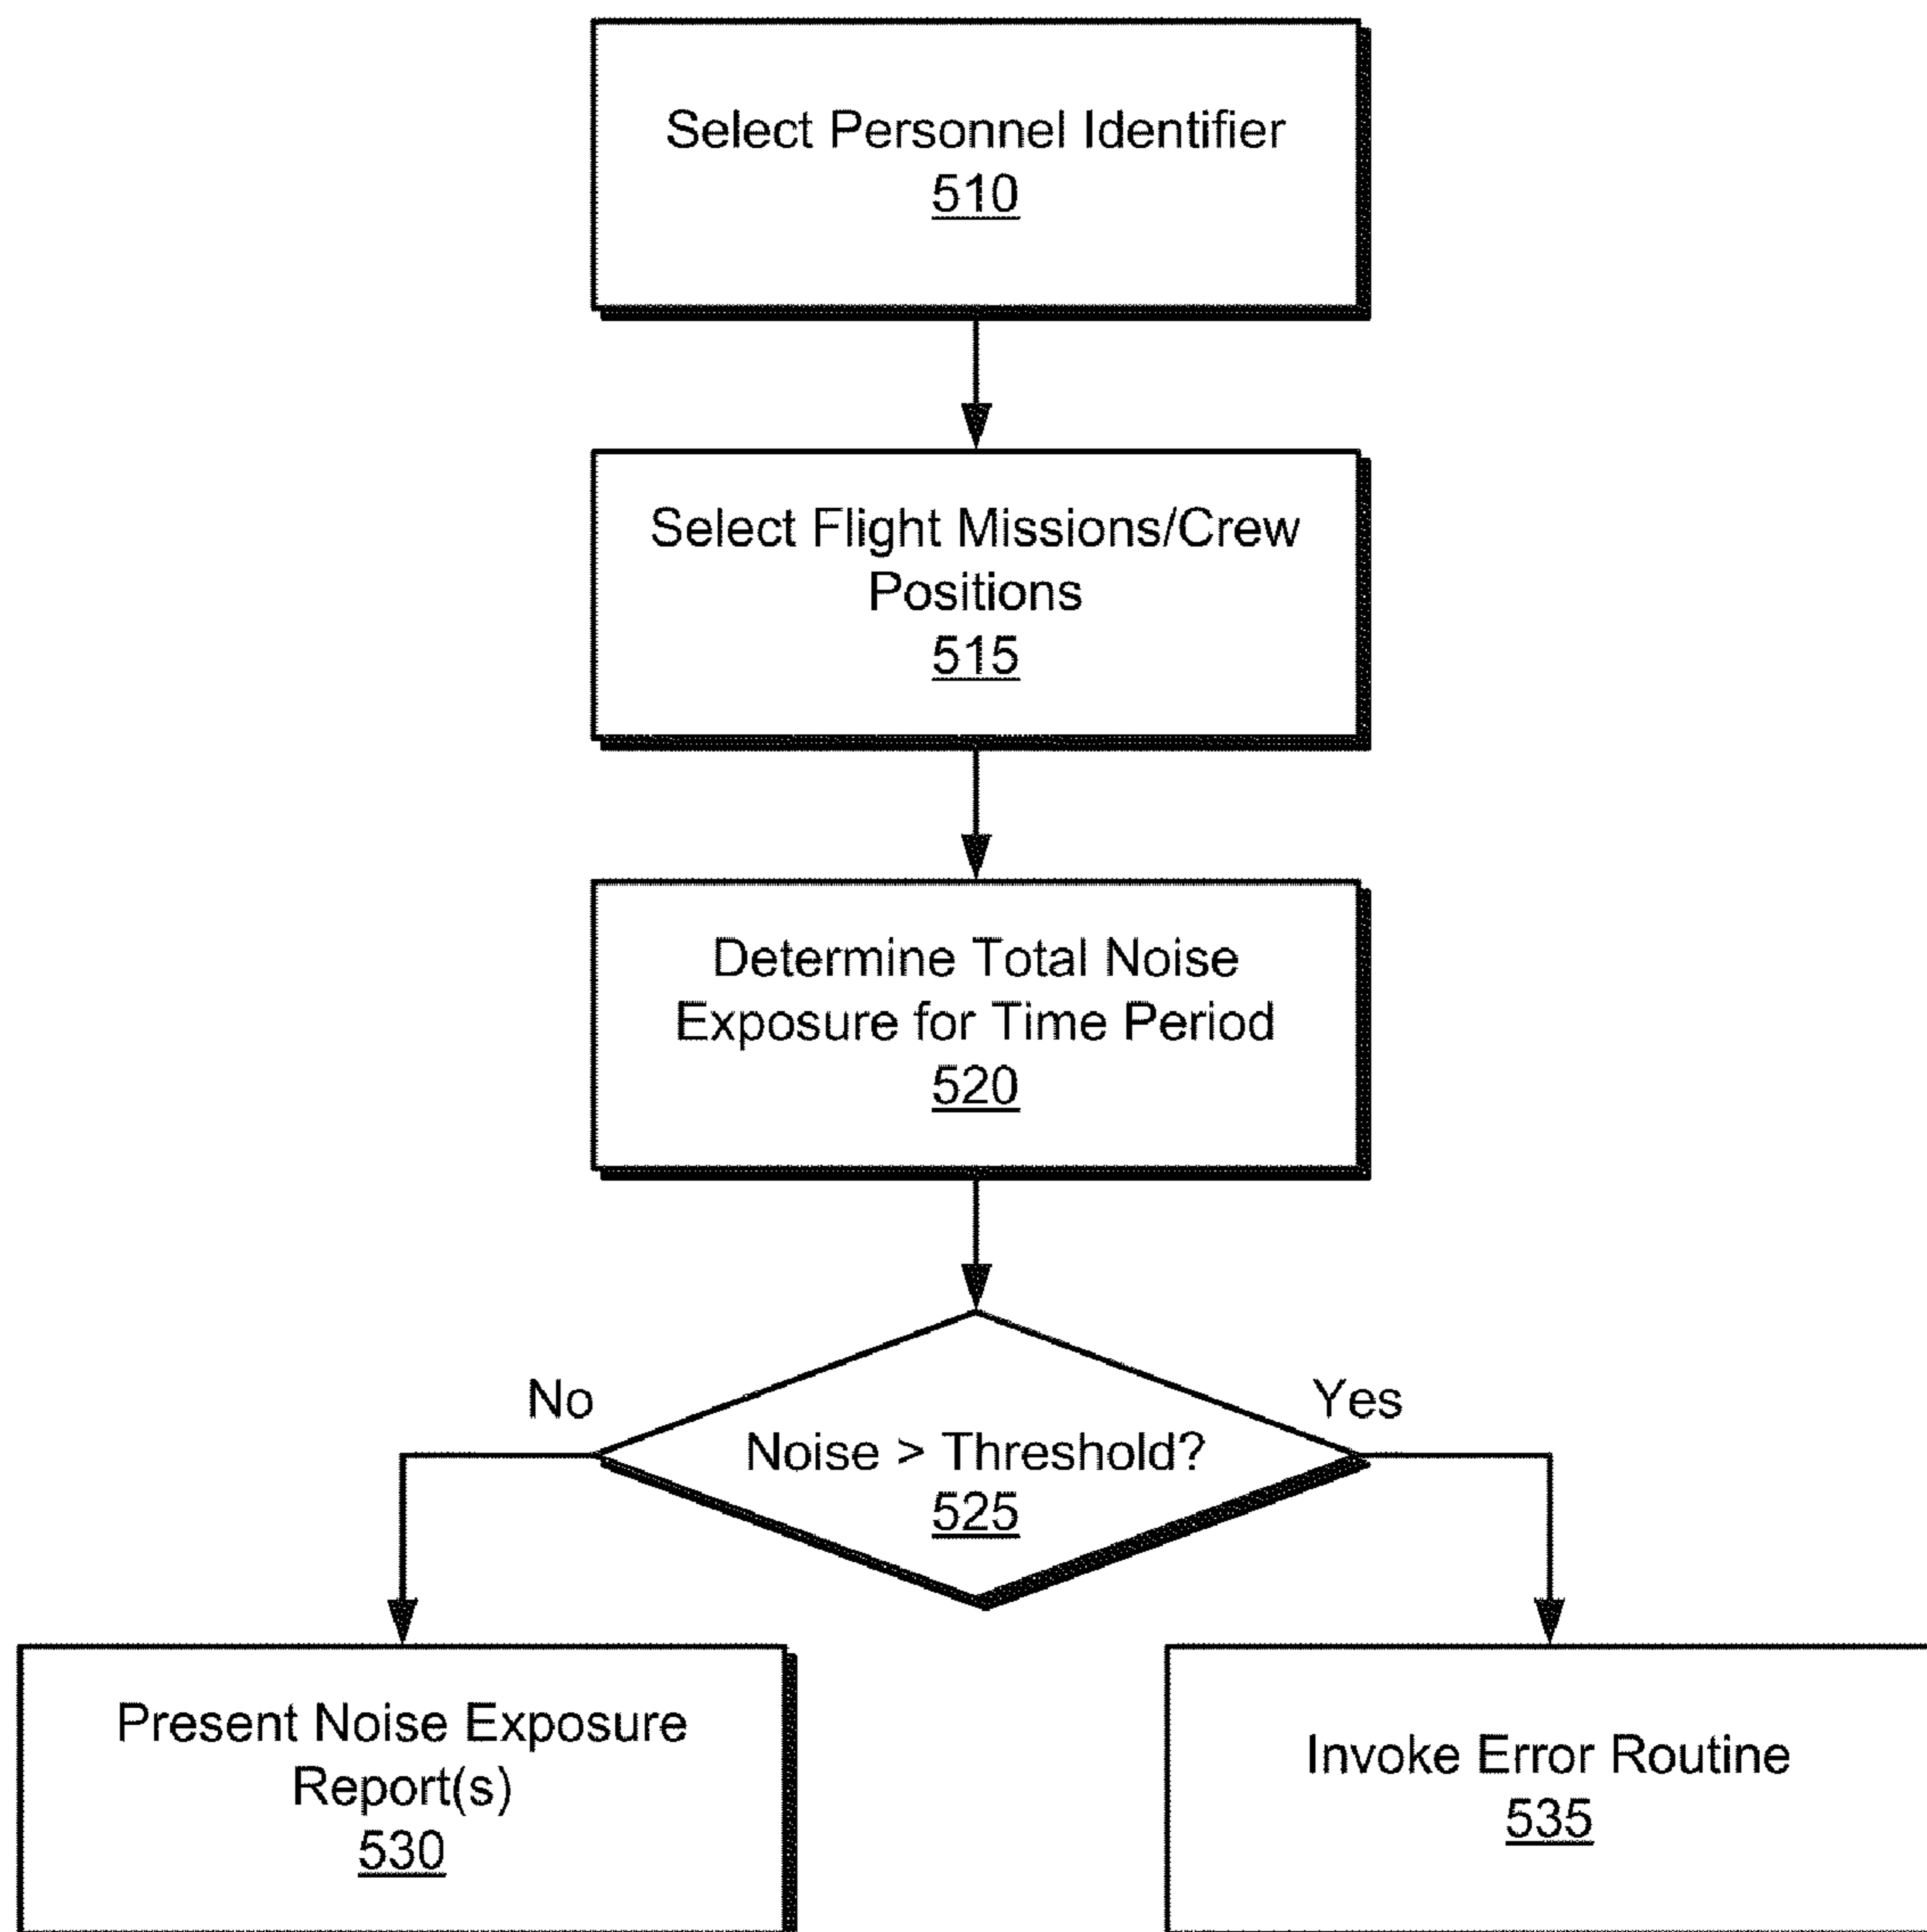 Select Personnel Identifier
510
Select Flight Missions/Crew
Positions
515
Determine Total Noise
Exposure for Time Period
520
No
Yes
Noise > Threshold?
525
Present Noise Exposure
Report(s)
530
Invoke Error Routine
535